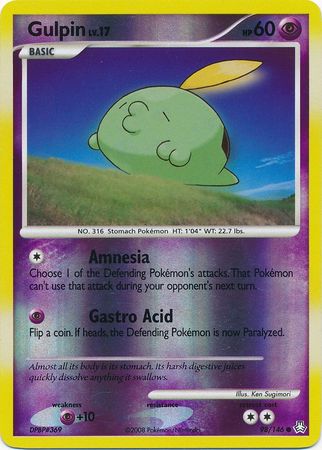 Gulpin LV.17 HP 60
BASIC
NO. 316 Stomach Pokémon HT: 1'04" WT: 22.7 lbs.
Amnesia
Choose 1 of the Defending Pokémon's attacks. That Pokémon
can't use that attack during your opponent's next turn.
Gastro Acid
Flip a coin. If heads, the Defending Pokémon is now Paralyzed.
Almost all its body is its stomach. Its harsh digestive juices
quickly dissolve anything it swallows.
Illus. Ken Sugimori
weakness resistance retreat cost
+10
DPBP#369 ©2008 Pokémon/Nintendo 98/146